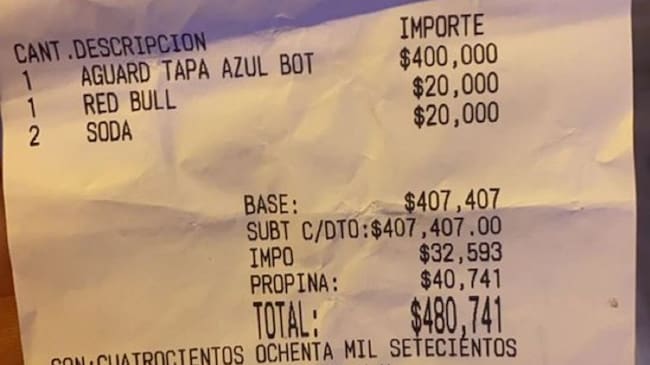 IMPORTE
CANT.DESCRIPCION
1 AGUARD TAPA AZUL BOT $400,000
1 RED BULL $20,000
2 SODA $20,000
BASE: $407,407
SUBT C/DTO:$407,407.00
IMPO $32,593
PROPINA: $40,741
TOTAL: $480,741
SON:CUATROCIENTOS OCHENTA MIL SETECIENTOS